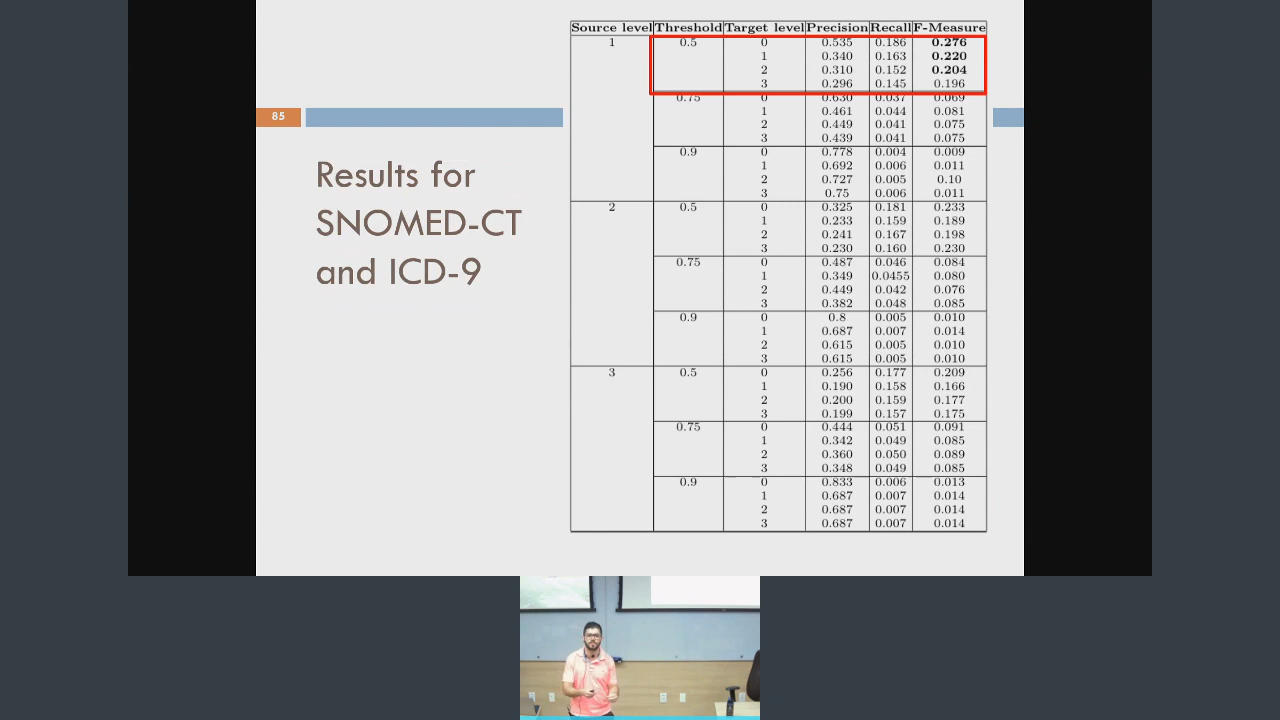 85
Results for
SNOMED-CT
and ICD-9
Source level Threshold Target level Precision Recall F-Measure
1 0.5 0 0.535 0.186 0.276
1 0.340 0.163 0.220
2 0.310 0.152 0.204
3 0.296 0.145 0.196
0.75 0 0.630 0.037 0.069
1 0.461 0.044 0.081
2 0.449 0.041 0.075
3 0.439 0.041 0.075
0.9 0 0.778 0.004 0.009
1 0.692 0.006 0.011
2 0.727 0.005 0.10
3 0.75 0.006 0.011
2 0.5 0 0.325 0.181 0.233
1 0.233 0.159 0.189
2 0.241 0.167 0.198
3 0.230 0.160 0.230
0.75 0 0.487 0.046 0.084
1 0.349 0.0455 0.080
2 0.449 0.042 0.076
3 0.382 0.048 0.085
0.9 0 0.8 0.005 0.010
1 0.687 0.007 0.014
2 0.615 0.005 0.010
3 0.615 0.005 0.010
3 0.5 0 0.256 0.177 0.209
1 0.190 0.158 0.166
2 0.200 0.159 0.177
3 0.199 0.157 0.175
0.75 0 0.444 0.051 0.091
1 0.342 0.049 0.085
2 0.360 0.050 0.089
3 0.348 0.049 0.085
0.9 0 0.833 0.006 0.013
1 0.687 0.007 0.014
2 0.687 0.007 0.014
3 0.687 0.007 0.014